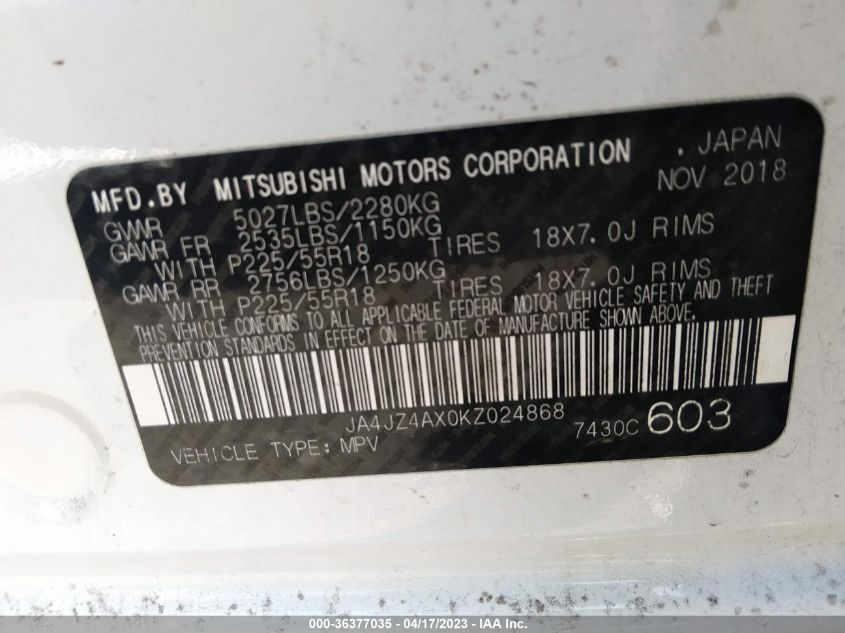 MFD.BY MITSUBISHI MOTORS CORPORATION . JAPAN
NOV 2018
GVWR 5027LBS/2280KG
GAWR FR 2535LBS/1150KG
WITH P225/55R18 TIRES 18X7.0J RIMS
GAWR RR 2756LBS/1250KG
WITH P225/55R18 TIRES 18X7.0J RIMS
THIS VEHICLE CONFORMS TO ALL APPLICABLE FEDERAL MOTOR VEHICLE SAFETY AND THEFT
PREVENTION STANDARDS IN EFFECT ON THE DATE OF MANUFACTURE SHOWN ABOVE.
JA4JZ4AX0KZ024868
7430C 603
VEHICLE TYPE: MPV
000-36377035 - 04/17/2023 - IAA Inc.